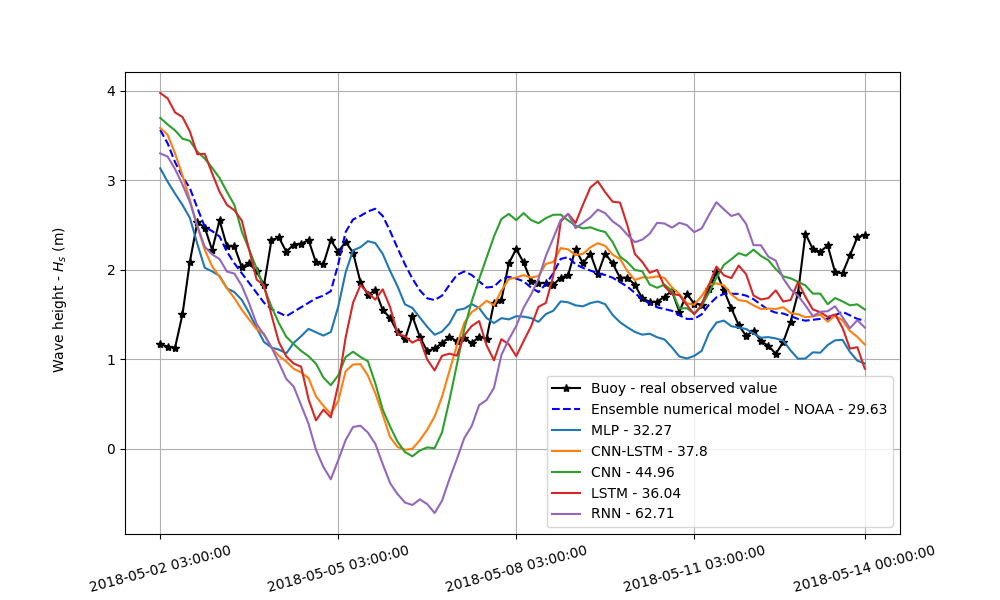 4
3
2
1
0
Wave height - Hs (m)
2018-05-02 03:00:00
2018-05-05 03:00:00
2018-05-08 03:00:00
2018-05-11 03:00:00
2018-05-14 00:00:00
Buoy - real observed value
Ensemble numerical model - NOAA - 29.63
MLP - 32.27
CNN-LSTM - 37.8
CNN - 44.96
LSTM - 36.04
RNN - 62.71